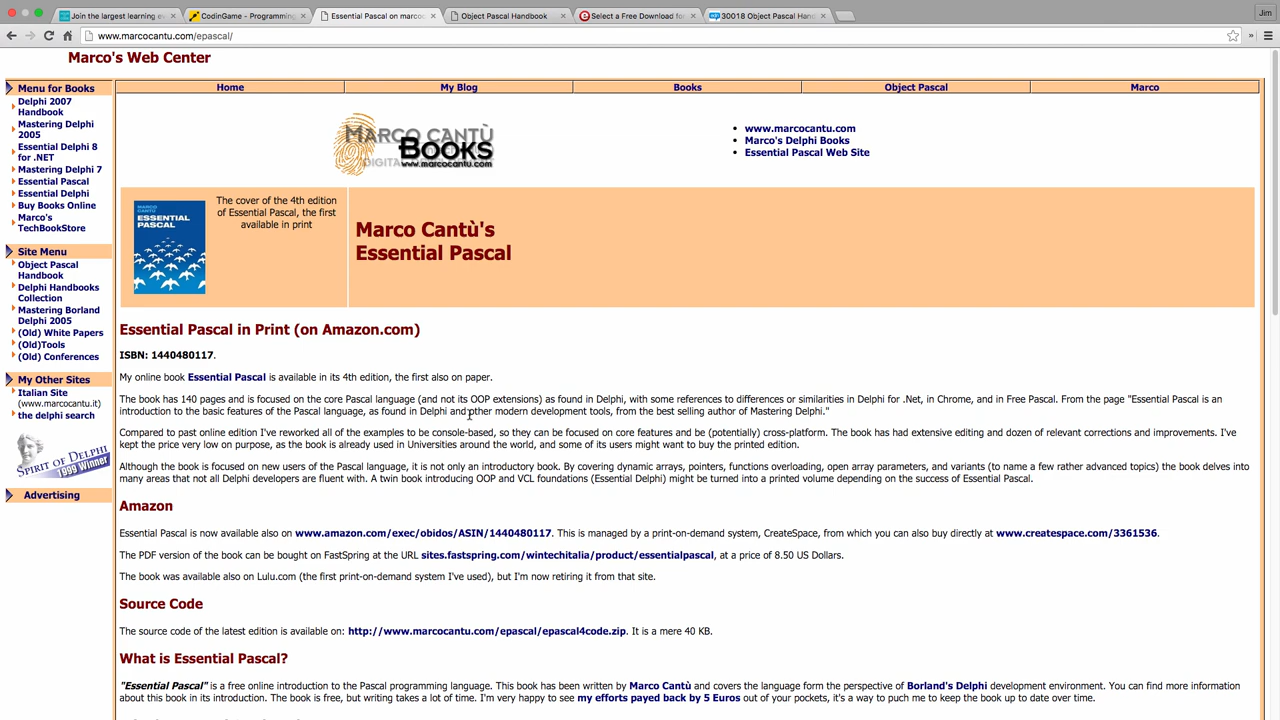 Join the largest learning e
CodinGame - Programming
Essential Pascal on marco
Object Pascal Handbook
Select a Free Download for
30018 Object Pascal Hand
Jim
www.marcocantu.com/epascal/
Marco's Web Center
Menu for Books
Delphi 2007
Handbook
Mastering Delphi
2005
Essential Delphi 8
for .NET
Mastering Delphi 7
Essential Pascal
Essential Delphi
Buy Books Online
Marco's
TechBookStore
Site Menu
Object Pascal
Handbook
Delphi Handbooks
Collection
Mastering Borland
Delphi 2005
(Old) White Papers
(Old)Tools
(Old) Conferences
My Other Sites
Italian Site
(www.marcocantu.it)
the delphi search
SPIRIT OF DELPHI
1999 Winner
Advertising
Home My Blog Books Object Pascal Marco
MARCO CANTÙ
DIGITA
BOOKS
www.marcocantu.com
www.marcocantu.com
Marco's Delphi Books
Essential Pascal Web Site
MARCO
CANTÙ
ESSENTIAL
PASCAL
The cover of the 4th edition
of Essential Pascal, the first
available in print
Marco Cantù's
Essential Pascal
Essential Pascal in Print (on Amazon.com)
ISBN: 1440480117.
My online book Essential Pascal is available in its 4th edition, the first also on paper.
The book has 140 pages and is focused on the core Pascal language (and not its OOP extensions) as found in Delphi, with some references to differences or similarities in Delphi for .Net, in Chrome, and in Free Pascal. From the page "Essential Pascal is an
introduction to the basic features of the Pascal language, as found in Delphi and other modern development tools, from the best selling author of Mastering Delphi."
Compared to past online edition I've reworked all of the examples to be console-based, so they can be focused on core features and be (potentially) cross-platform. The book has had extensive editing and dozen of relevant corrections and improvements. I've
kept the price very low on purpose, as the book is already used in Universities around the world, and some of its users might want to buy the printed edition.
Although the book is focused on new users of the Pascal language, it is not only an introductory book. By covering dynamic arrays, pointers, functions overloading, open array parameters, and variants (to name a few rather advanced topics) the book delves into
many areas that not all Delphi developers are fluent with. A twin book introducing OOP and VCL foundations (Essential Delphi) might be turned into a printed volume depending on the success of Essential Pascal.
Amazon
Essential Pascal is now available also on www.amazon.com/exec/obidos/ASIN/1440480117. This is managed by a print-on-demand system, CreateSpace, from which you can also buy directly at www.createspace.com/3361536.
The PDF version of the book can be bought on FastSpring at the URL sites.fastspring.com/wintechitalia/product/essentialpascal, at a price of 8.50 US Dollars.
The book was available also on Lulu.com (the first print-on-demand system I've used), but I'm now retiring it from that site.
Source Code
The source code of the latest edition is available on: http://www.marcocantu.com/epascal/epascal4code.zip. It is a mere 40 KB.
What is Essential Pascal?
"Essential Pascal" is a free online introduction to the Pascal programming language. This book has been written by Marco Cantù and covers the language form the perspective of Borland's Delphi development environment. You can find more information
about this book in its introduction. The book is free, but writing takes a lot of time. I'm very happy to see my efforts payed back by 5 Euros out of your pockets, it's a way to puch me to keep the book up to date over time.